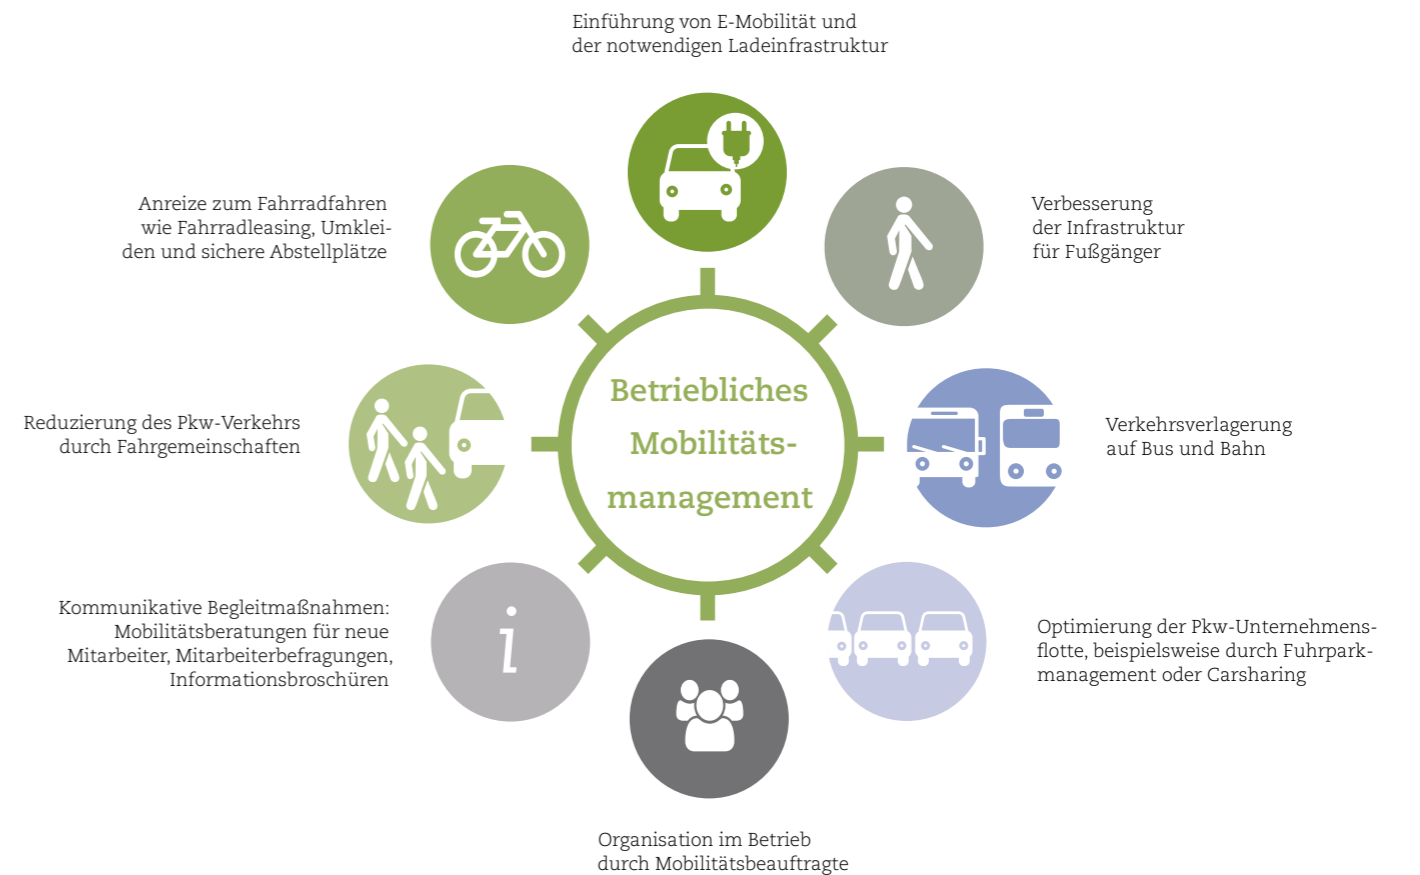 Einführung von E-Mobilität und
der notwendigen Ladeinfrastruktur
Anreize zum Fahrradfahren
wie Fahrradleasing, Umklei-
den und sichere Abstellplätze
Verbesserung
der Infrastruktur
für Fußgänger
Reduzierung des Pkw-Verkehrs
durch Fahrgemeinschaften
Betriebliches
Mobilitäts-
management
Verkehrsverlagerung
auf Bus und Bahn
Kommunikative Begleitmaßnahmen:
Mobilitätsberatungen für neue
Mitarbeiter, Mitarbeiterbefragungen,
Informationsbroschüren
i
Optimierung der Pkw-Unternehmens-
flotte, beispielsweise durch Fuhrpark-
management oder Carsharing
Organisation im Betrieb
durch Mobilitätsbeauftragte